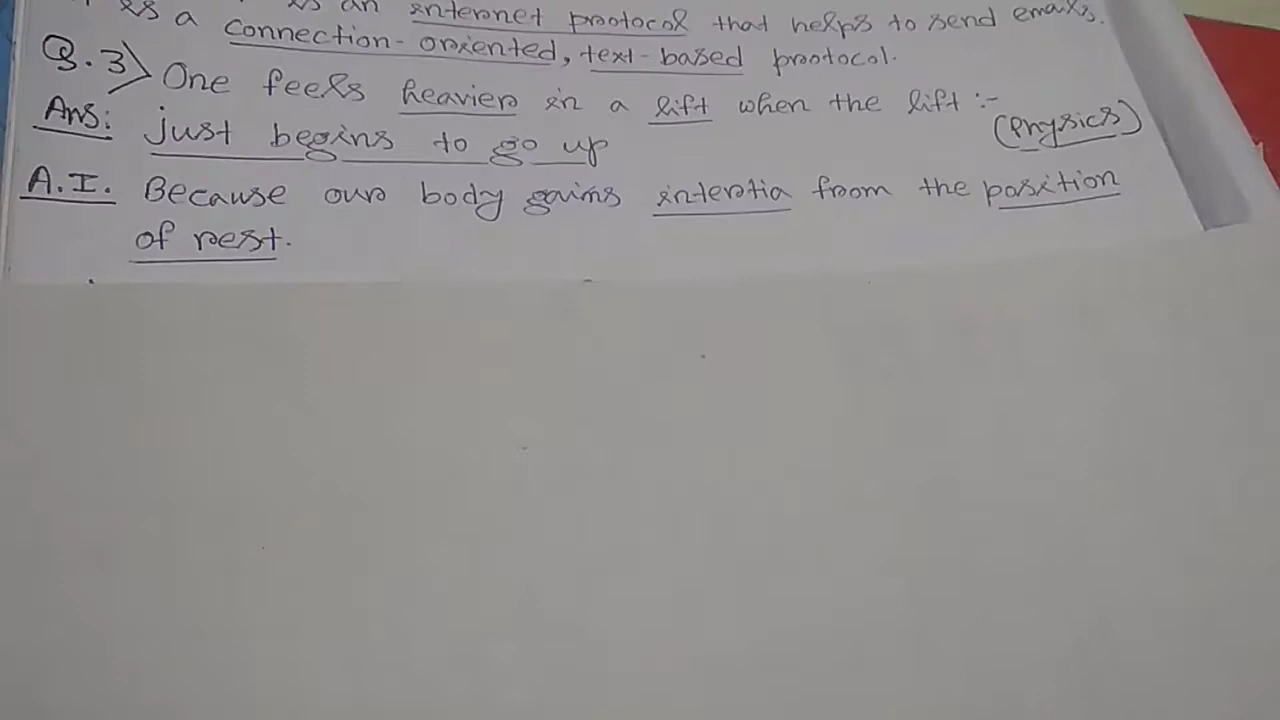 is a is an internet protocol that helps to send emails.
connection-oriented, text-based protocol.
Q.3> One feels heavier in a lift when the lift :-
(Physics)
Ans: just begins to go up
A.I. Because our body gains intertia from the position
of rest.